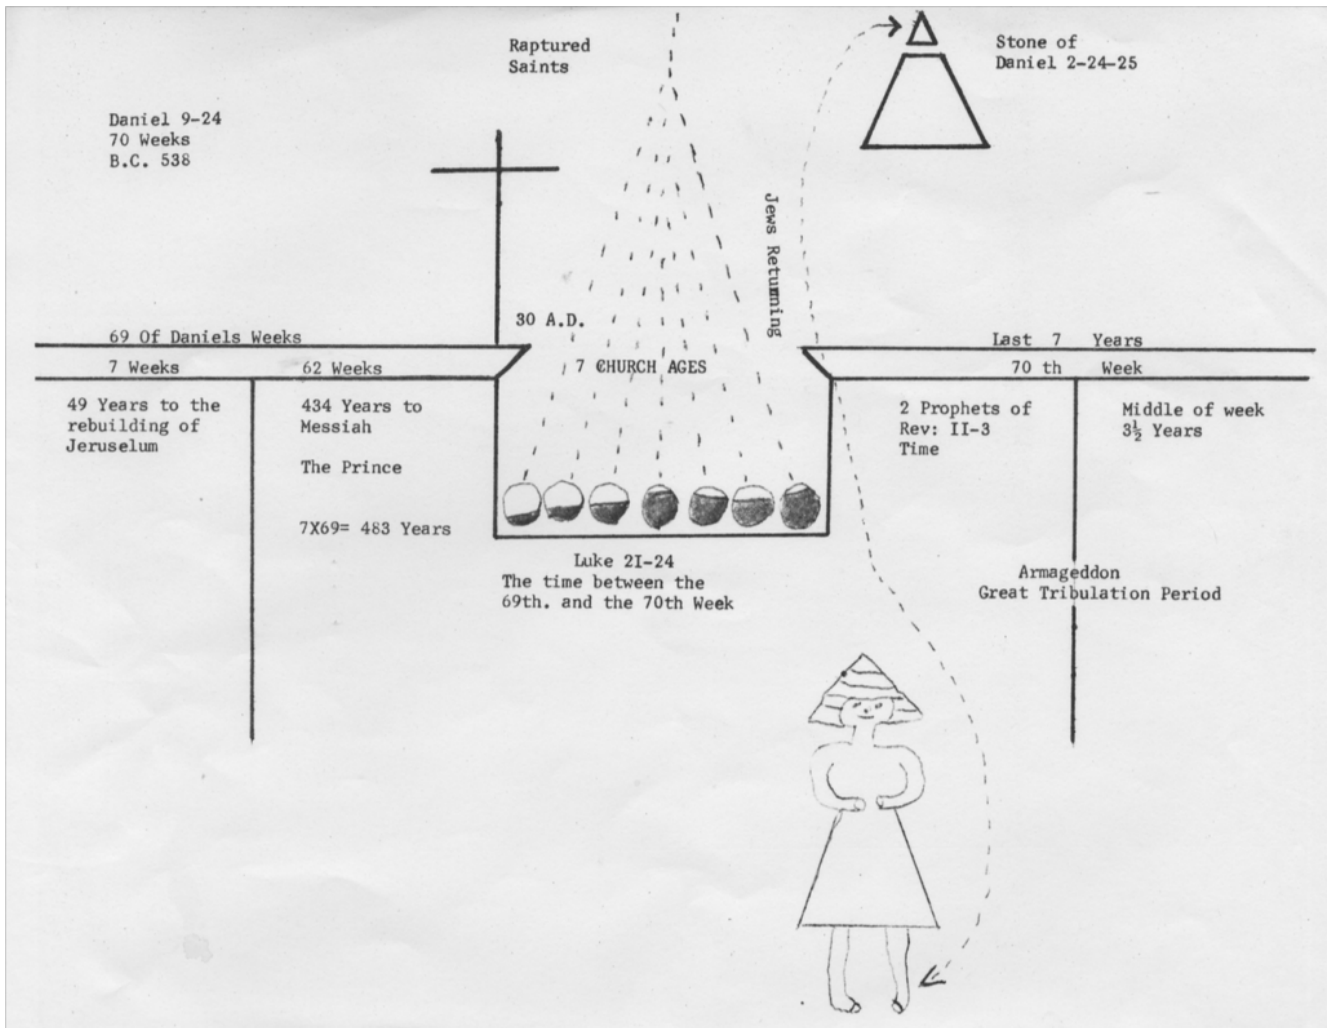 Raptured
Saints
Stone of
Daniel 2-24-25
Daniel 9-24
70 Weeks
B.C. 538
Jews Retumning
30 A.D.
69 Of Daniels Weeks
7 Weeks
62 Weeks
7 CHURCH AGES
Last 7 Years
70 th Week
49 Years to the
rebuilding of
Jeruselum
434 Years to
Messiah
The Prince
7X69= 483 Years
2 Prophets of
Rev: II-3
Time
Middle of week
3½ Years
Luke 2I-24
The time between the
69th. and the 70th Week
Armageddon
Great Tribulation Period